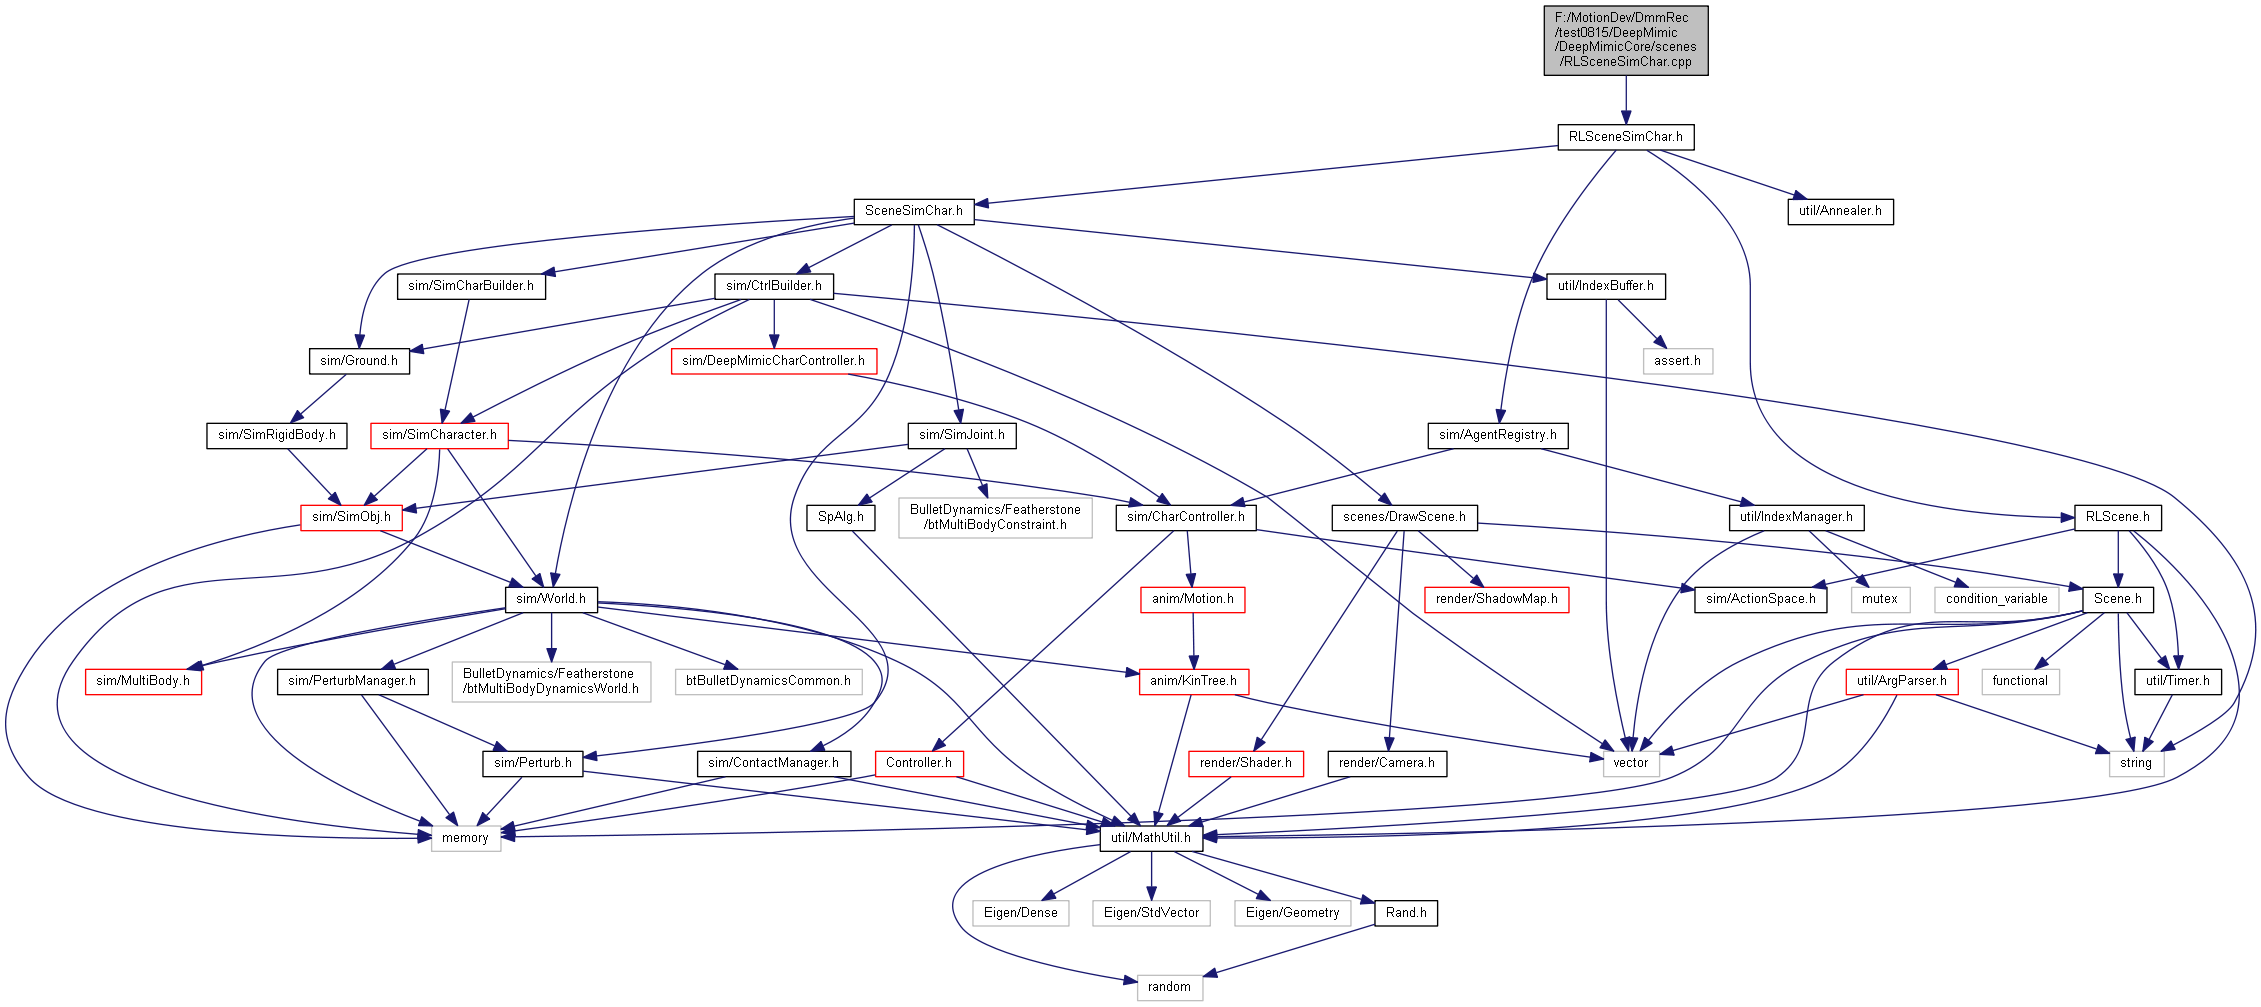 F:/MotionDev/DmmRec
/test0815/DeepMimic
/DeepMimicCore/scenes
/RLSceneSimChar.cpp
RLSceneSimChar.h
SceneSimChar.h
util/Annealer.h
sim/SimCharBuilder.h
sim/CtrlBuilder.h
util/IndexBuffer.h
sim/Ground.h
sim/DeepMimicCharController.h
assert.h
sim/SimRigidBody.h
sim/SimCharacter.h
sim/SimJoint.h
sim/AgentRegistry.h
sim/SimObj.h
SpAlg.h
BulletDynamics/Featherstone
/btMultiBodyConstraint.h
sim/CharController.h
scenes/DrawScene.h
util/IndexManager.h
RLScene.h
sim/World.h
anim/Motion.h
render/ShadowMap.h
sim/ActionSpace.h
mutex
condition_variable
Scene.h
sim/MultiBody.h
sim/PerturbManager.h
BulletDynamics/Featherstone
/btMultiBodyDynamicsWorld.h
btBulletDynamicsCommon.h
anim/KinTree.h
util/ArgParser.h
functional
util/Timer.h
sim/Perturb.h
sim/ContactManager.h
Controller.h
render/Shader.h
render/Camera.h
vector
string
memory
util/MathUtil.h
Eigen/Dense
Eigen/StdVector
Eigen/Geometry
Rand.h
random